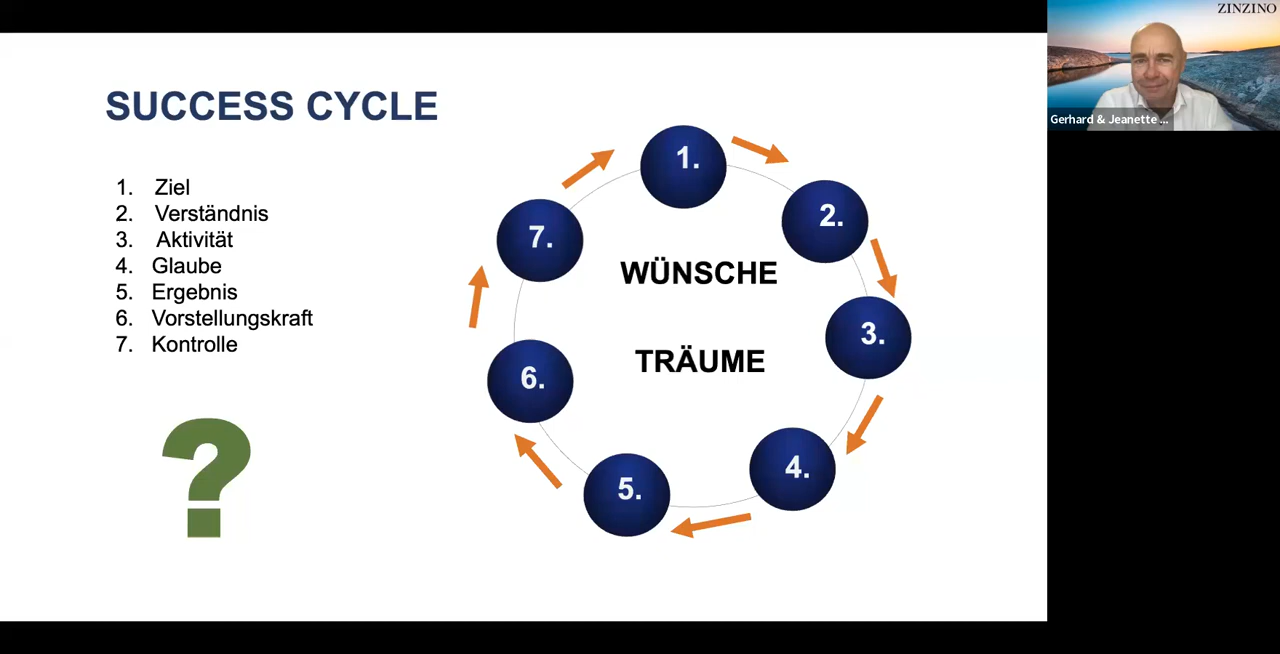 SUCCESS CYCLE
1. Ziel
2. Verständnis
3. Aktivität
4. Glaube
5. Ergebnis
6. Vorstellungskraft
7. Kontrolle
?
1.
2.
3.
4.
5.
6.
7.
WÜNSCHE
TRÄUME
ZINZINO
Gerhard & Jeanette ...